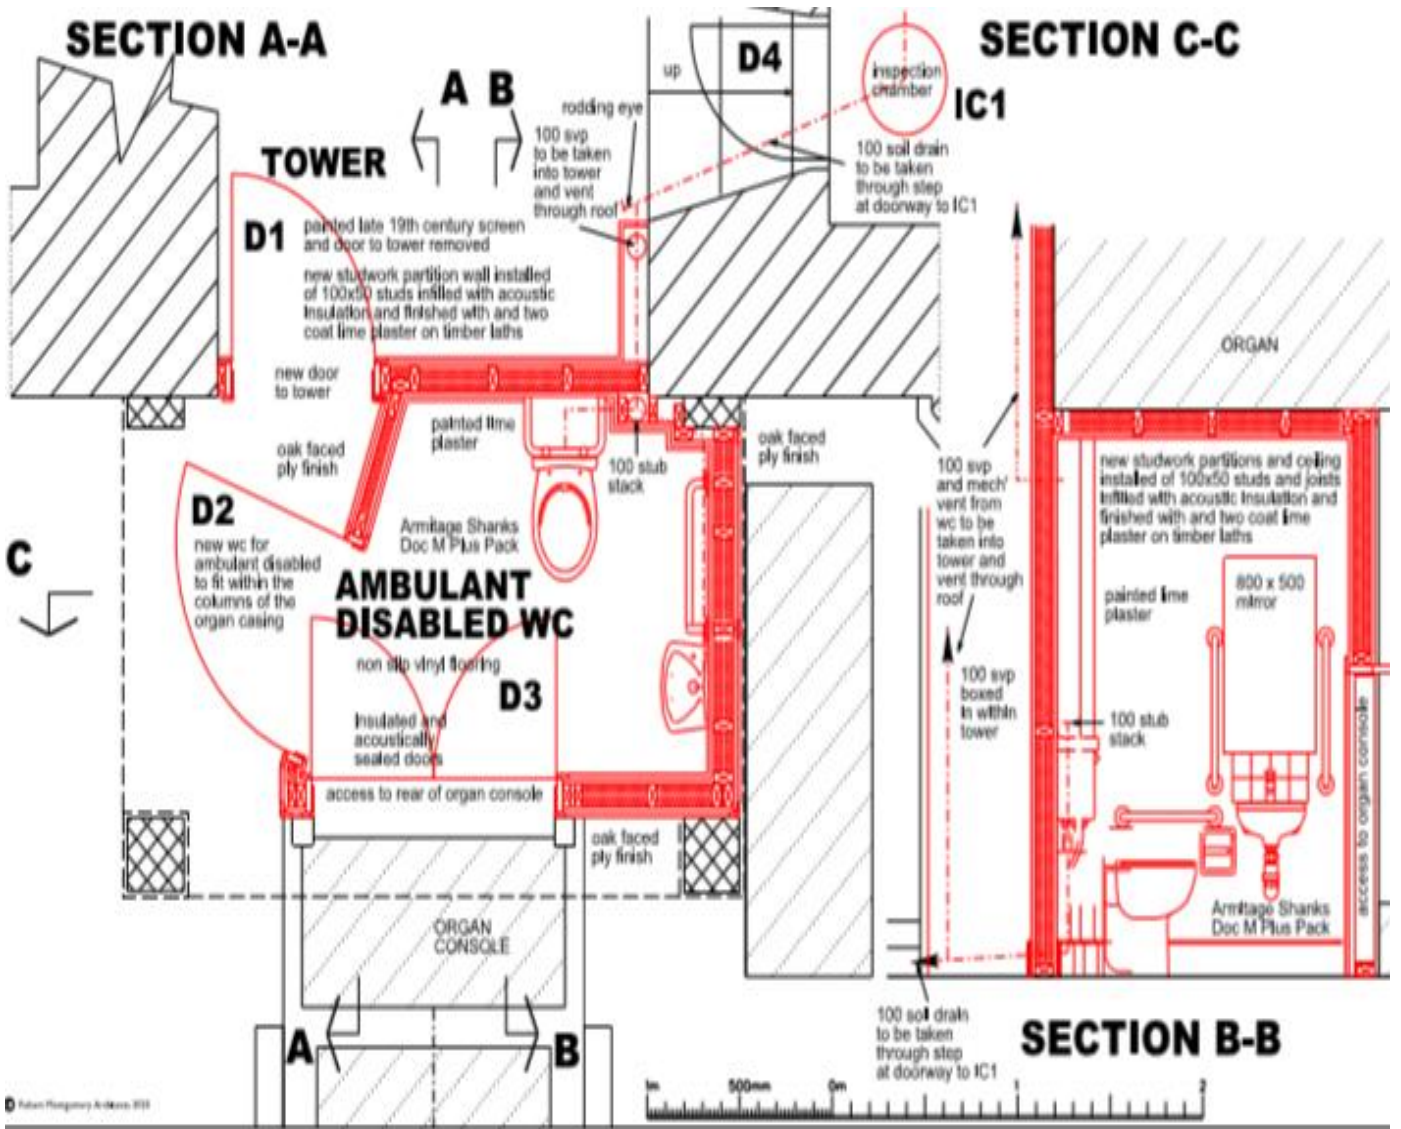 SECTION A-A
SECTION C-C
A B
up
D4
inspection
chamber
IC1
rodding eye
100 svp
to be taken
into tower
and vent
through roof
100 soil drain
to be taken
through step
at doorway to IC1
TOWER
D1
painted late 19th century screen
and door to tower removed
new studwork partition wall installed
of 100x50 studs infilled with acoustic
insulation and finished with and two
coat lime plaster on timber laths
new door
to tower
oak faced
ply finish
painted lime
plaster
100 stub
stack
oak faced
ply finish
D2
new wc for
ambulant disabled
to fit within the
columns of the
organ casing
Armitage Shanks
Doc M Plus Pack
AMBULANT
DISABLED WC
non slip vinyl flooring
D3
insulated and
acoustically
sealed doors
access to rear of organ console
oak faced
ply finish
C
ORGAN
CONSOLE
A
B
ORGAN
100 svp
and mech'
vent from
wc to be
taken into
tower and
vent through
roof
new studwork partitions and ceiling
installed of 100x50 studs and joists
infilled with acoustic insulation and
finished with and two coat lime
plaster on timber laths
painted lime
plaster
800 x 500
mirror
100 svp
boxed
in within
tower
100 stub
stack
access to organ console
Armitage Shanks
Doc M Plus Pack
100 soil drain
to be taken
through step
at doorway to IC1
SECTION B-B
1m 500mm 0m 1 2
© Robert Montgomery Architects